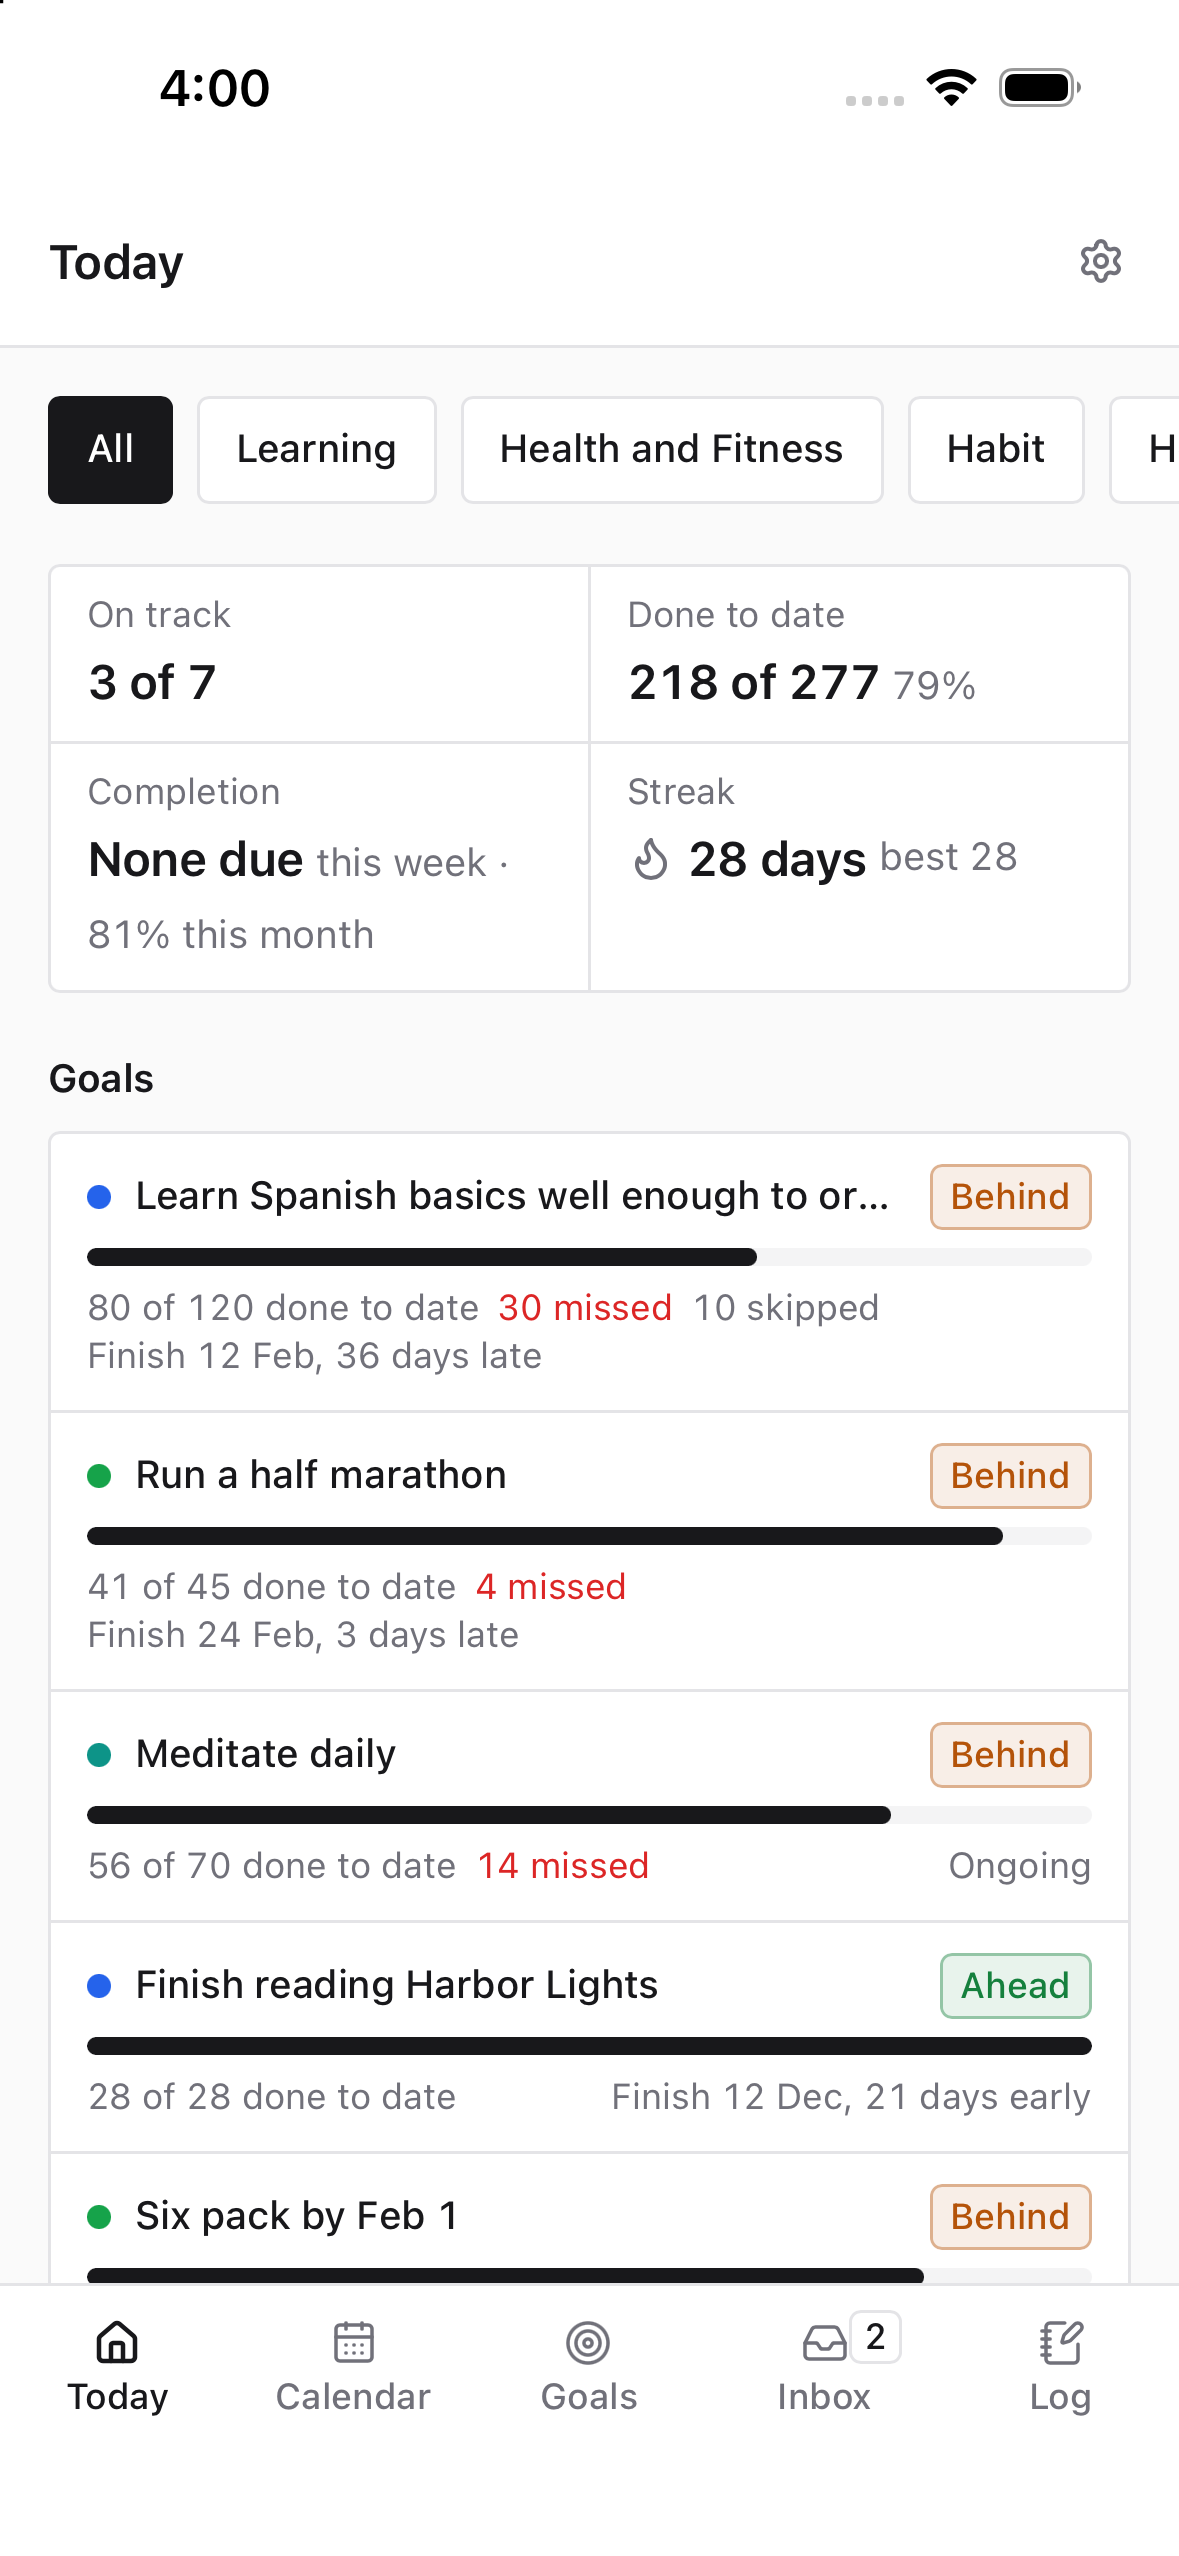 4:00
Today
All
Learning
Health and Fitness
Habit
H
On track
3 of 7
Done to date
218 of 277 79%
Completion
None due this week ·
81% this month
Streak
28 days best 28
Goals
Learn Spanish basics well enough to or...
Behind
80 of 120 done to date 30 missed 10 skipped
Finish 12 Feb, 36 days late
Run a half marathon
Behind
41 of 45 done to date 4 missed
Finish 24 Feb, 3 days late
Meditate daily
Behind
56 of 70 done to date 14 missed
Ongoing
Finish reading Harbor Lights
Ahead
28 of 28 done to date
Finish 12 Dec, 21 days early
Six pack by Feb 1
Behind
2
Today
Calendar
Goals
Inbox
Log